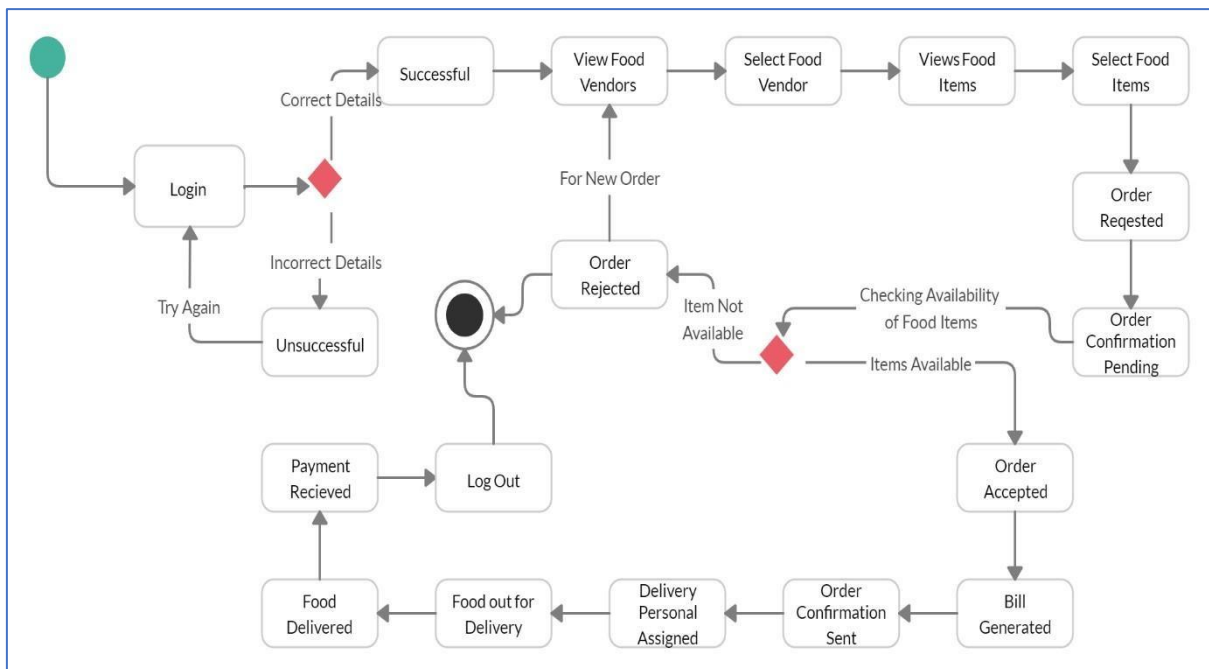 Successful
View Food
Vendors
Select Food
Vendor
Views Food
Items
Select Food
Items
Correct Details
Login
For New Order
Order
Reqested
Incorrect Details
Order
Rejected
Try Again
Item Not
Available
Checking Availability
of Food Items
Unsuccessful
Order
Confirmation
Pending
Items Available
Payment
Recieved
Log Out
Order
Accepted
Food
Delivered
Food out for
Delivery
Delivery
Personal
Assigned
Order
Confirmation
Sent
Bill
Generated